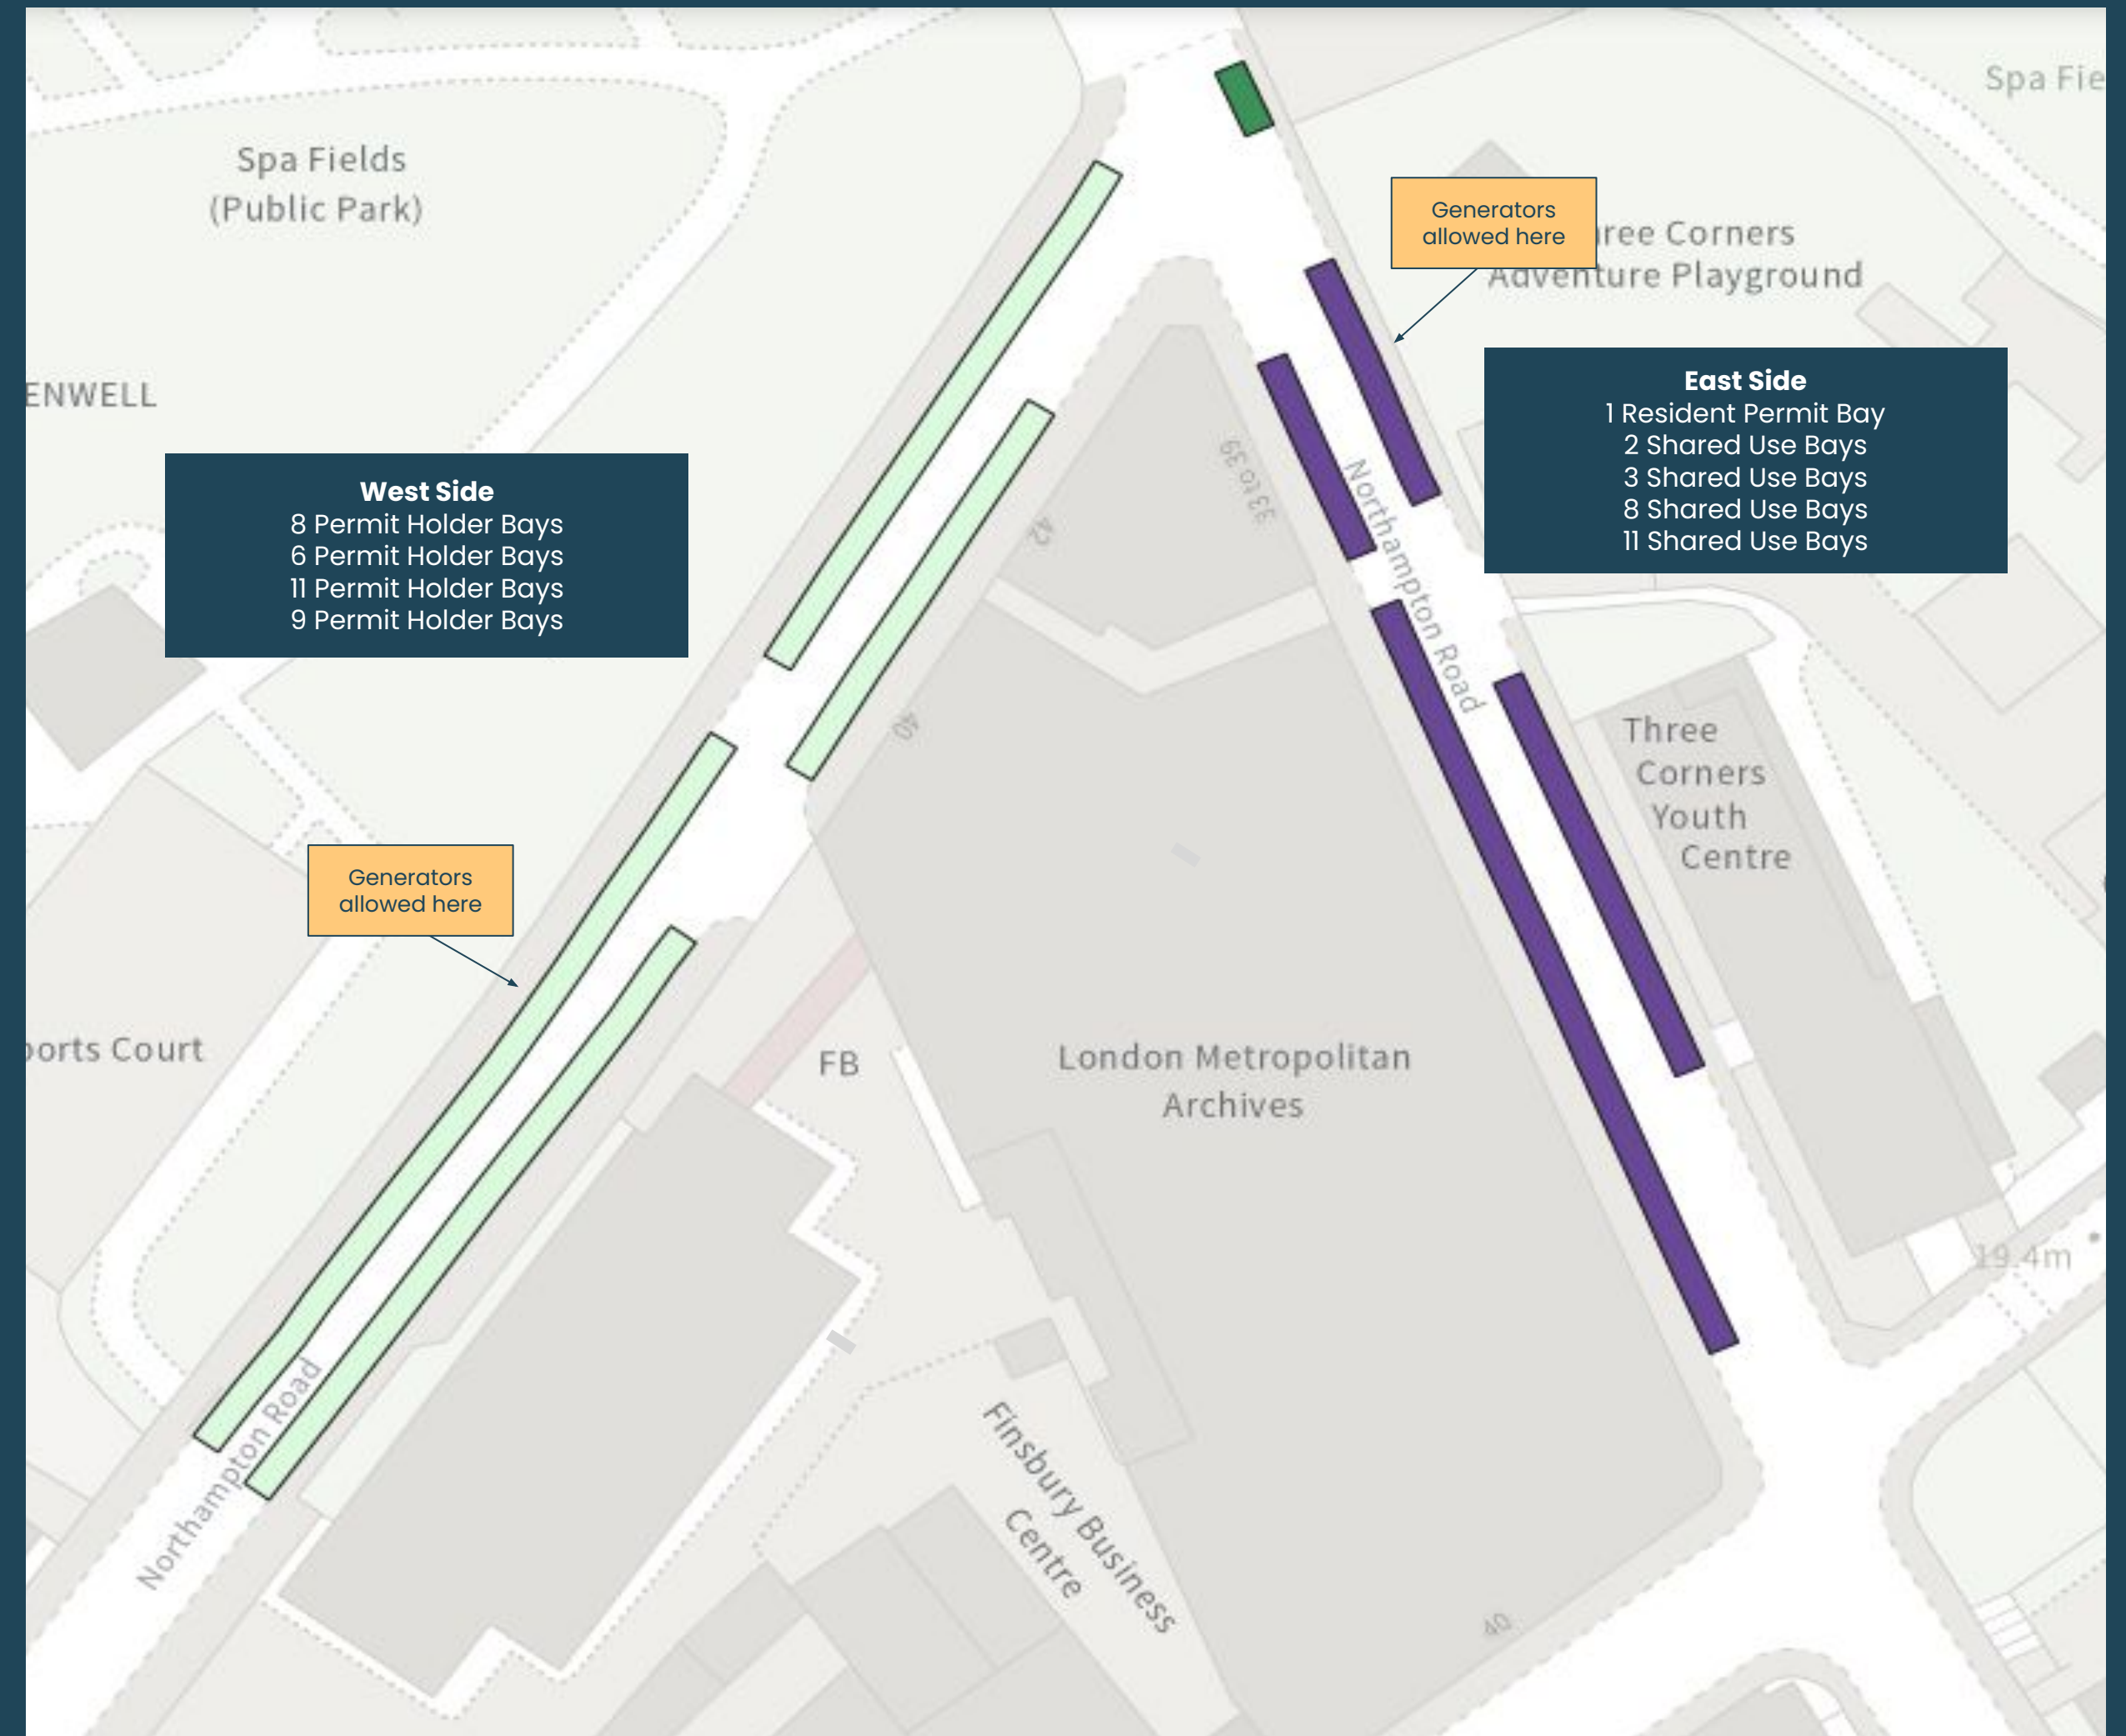 Spa Fie
Spa Fields
(Public Park)
Generators
allowed here
hree Corners
Adventure Playground
ENWELL
East Side
1 Resident Permit Bay
2 Shared Use Bays
3 Shared Use Bays
8 Shared Use Bays
11 Shared Use Bays
West Side
8 Permit Holder Bays
6 Permit Holder Bays
11 Permit Holder Bays
9 Permit Holder Bays
33 to 39
42
Northampton Road
40
Three
Corners
Youth
Centre
Generators
allowed here
ports Court
FB
London Metropolitan
Archives
19.4m
Northampton Road
Finsbury Business
Centre
40